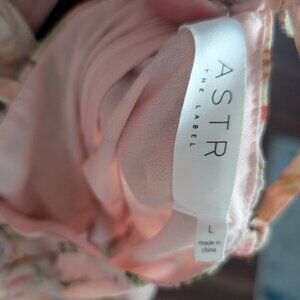 ASTR
THE LABEL
L
made in
china